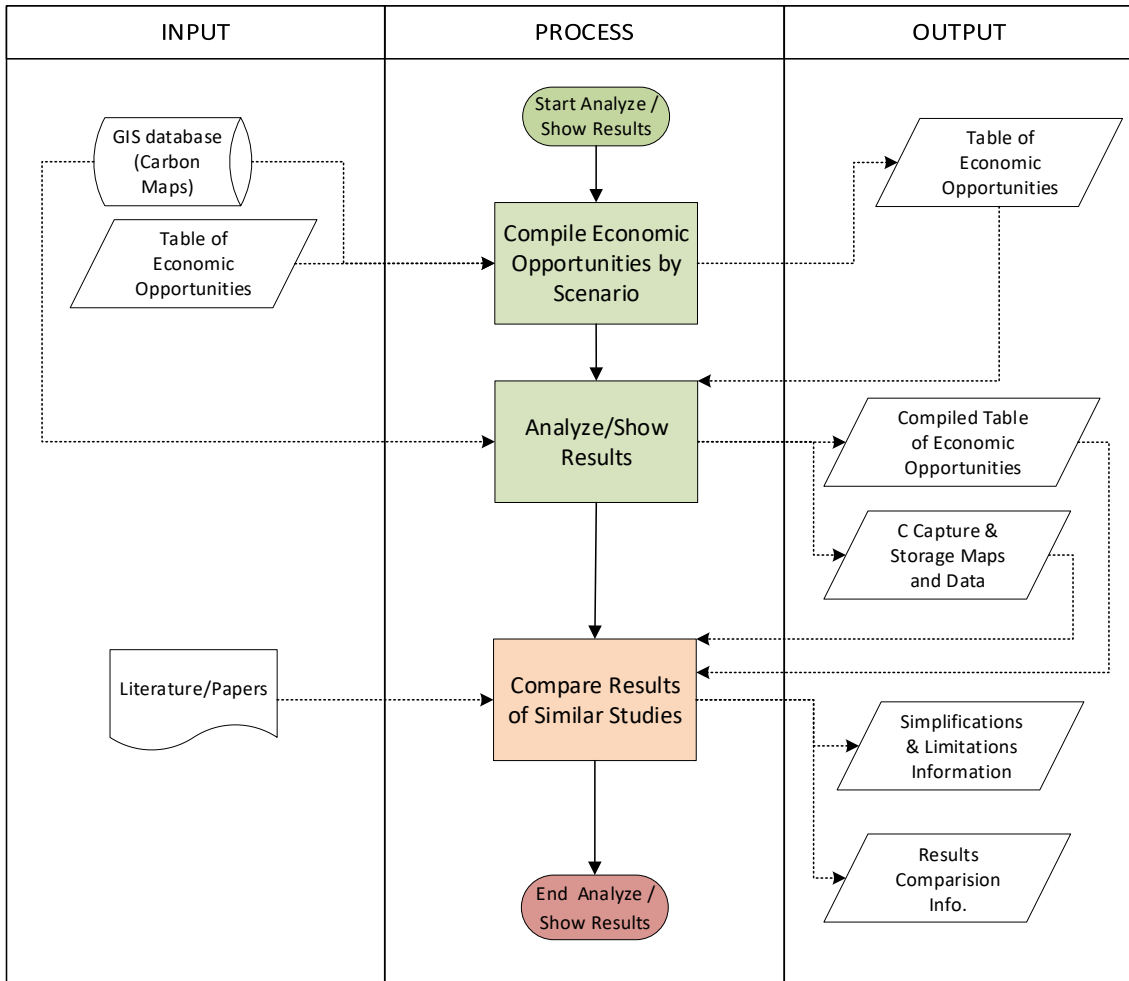 INPUT
PROCESS
OUTPUT
Start Analyze /
Show Results
GIS database
(Carbon
Maps)
Table of
Economic
Opportunities
Table of
Economic
Opportunities
Compile Economic
Opportunities by
Scenario
Analyze/Show
Results
Compiled Table
of Economic
Opportunities
C Capture &
Storage Maps
and Data
Literature/Papers
Compare Results
of Similar Studies
Simplifications
& Limitations
Information
Results
Comparision
Info.
End Analyze /
Show Results